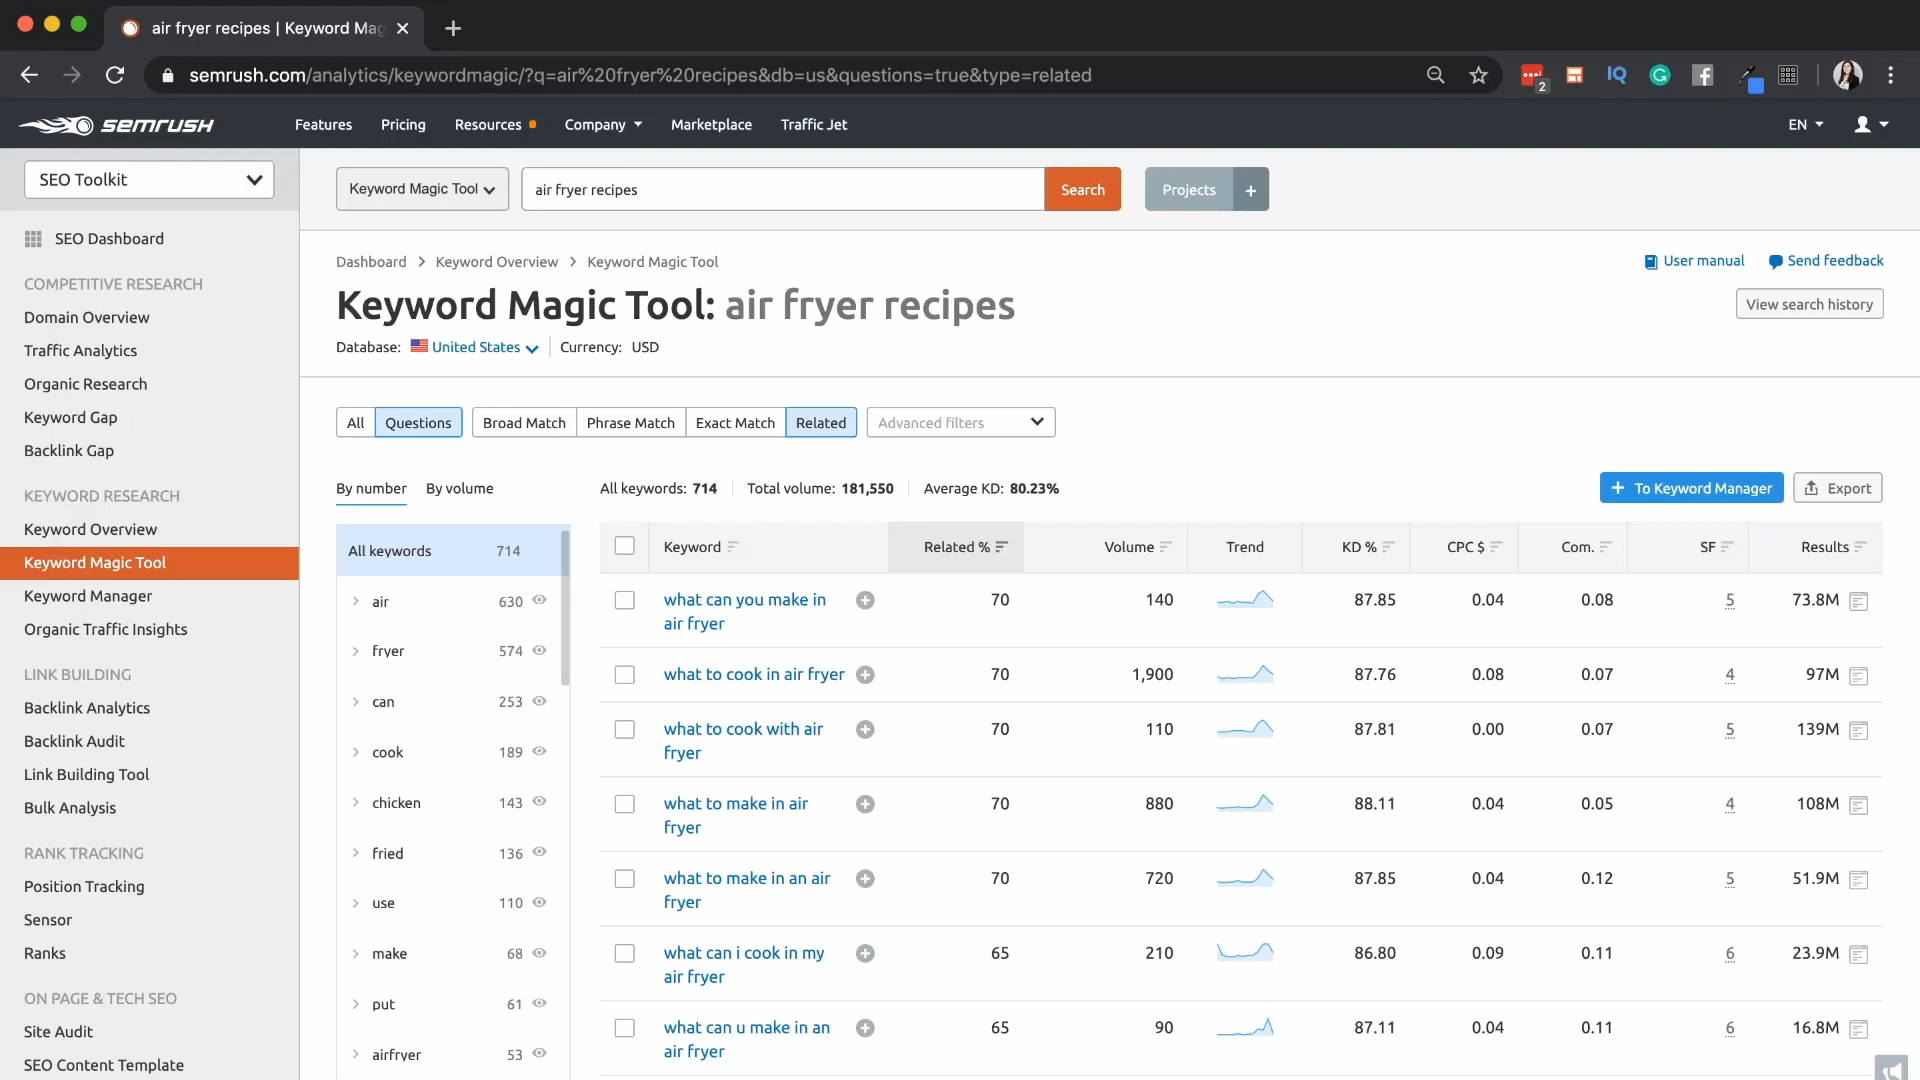 air fryer recipes | Keyword Mag
semrush.com/analytics/keywordmagic/?q=air%20fryer%20recipes&db=us&questions=true&type=related
2
IQ
SEMRUSH
Features
Pricing
Resources
Company
Marketplace
Traffic Jet
EN
SEO Toolkit
Keyword Magic Tool
air fryer recipes
Search
Projects
+
SEO Dashboard
COMPETITIVE RESEARCH
Domain Overview
Traffic Analytics
Organic Research
Keyword Gap
Backlink Gap
KEYWORD RESEARCH
Keyword Overview
Keyword Magic Tool
Keyword Manager
Organic Traffic Insights
LINK BUILDING
Backlink Analytics
Backlink Audit
Link Building Tool
Bulk Analysis
RANK TRACKING
Position Tracking
Sensor
Ranks
ON PAGE & TECH SEO
Site Audit
SEO Content Template
Dashboard > Keyword Overview > Keyword Magic Tool
User manual
Send feedback
Keyword Magic Tool: air fryer recipes
View search history
Database: United States Currency: USD
All Questions Broad Match Phrase Match Exact Match Related Advanced filters
By number By volume
All keywords: 714 Total volume: 181,550 Average KD: 80.23%
+ To Keyword Manager
Export
All keywords 714
air 630
fryer 574
can 253
cook 189
chicken 143
fried 136
use 110
make 68
put 61
airfryer 53
Keyword Related % Volume Trend KD % CPC $ Com. SF Results
what can you make in 70 140 87.85 0.04 0.08 5 73.8M
air fryer
what to cook in air fryer 70 1,900 87.76 0.08 0.07 4 97M
what to cook with air 70 110 87.81 0.00 0.07 5 139M
fryer
what to make in air 70 880 88.11 0.04 0.05 4 108M
fryer
what to make in an air 70 720 87.85 0.04 0.12 5 51.9M
fryer
what can i cook in my 65 210 86.80 0.09 0.11 6 23.9M
air fryer
what can u make in an 65 90 87.11 0.04 0.11 6 16.8M
air fryer